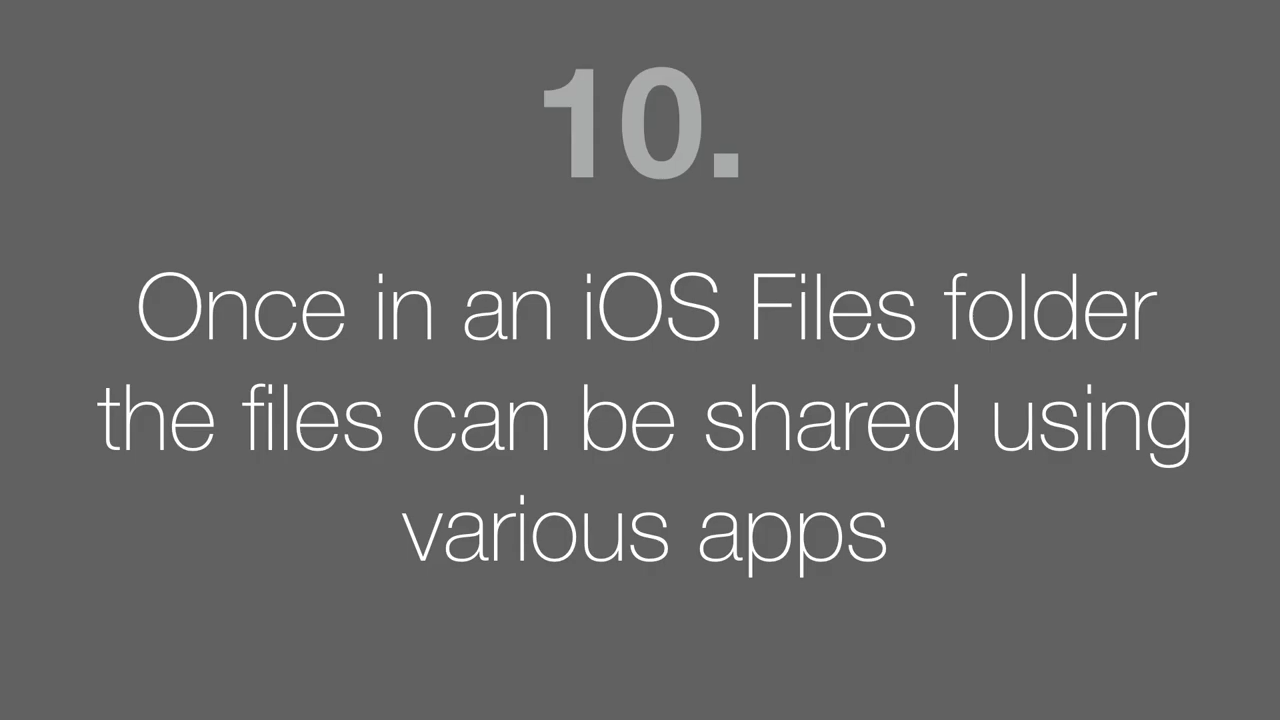 10.
Once in an iOS Files folder
the files can be shared using
various apps